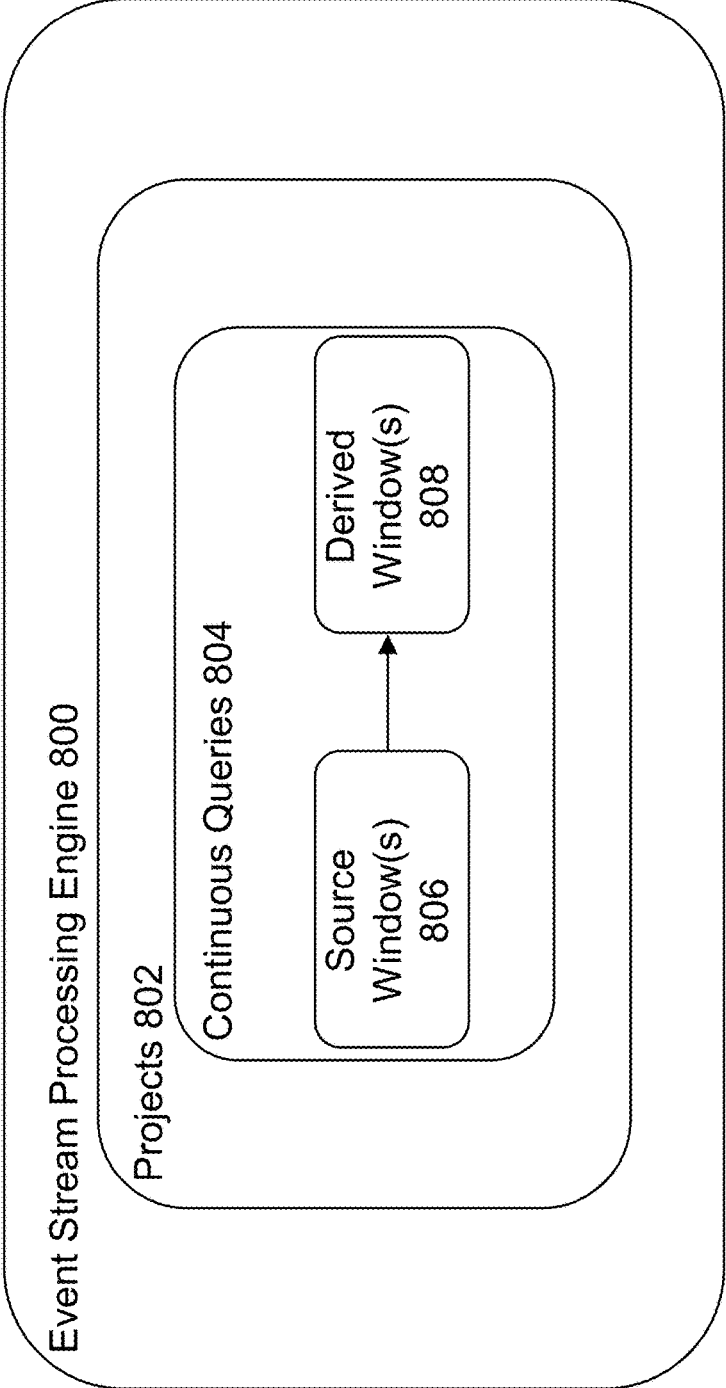 Event Stream Processing Engine 800
Projects 802
Continuous Queries 804
Source
Window(s)
806
Derived
Window(s)
808